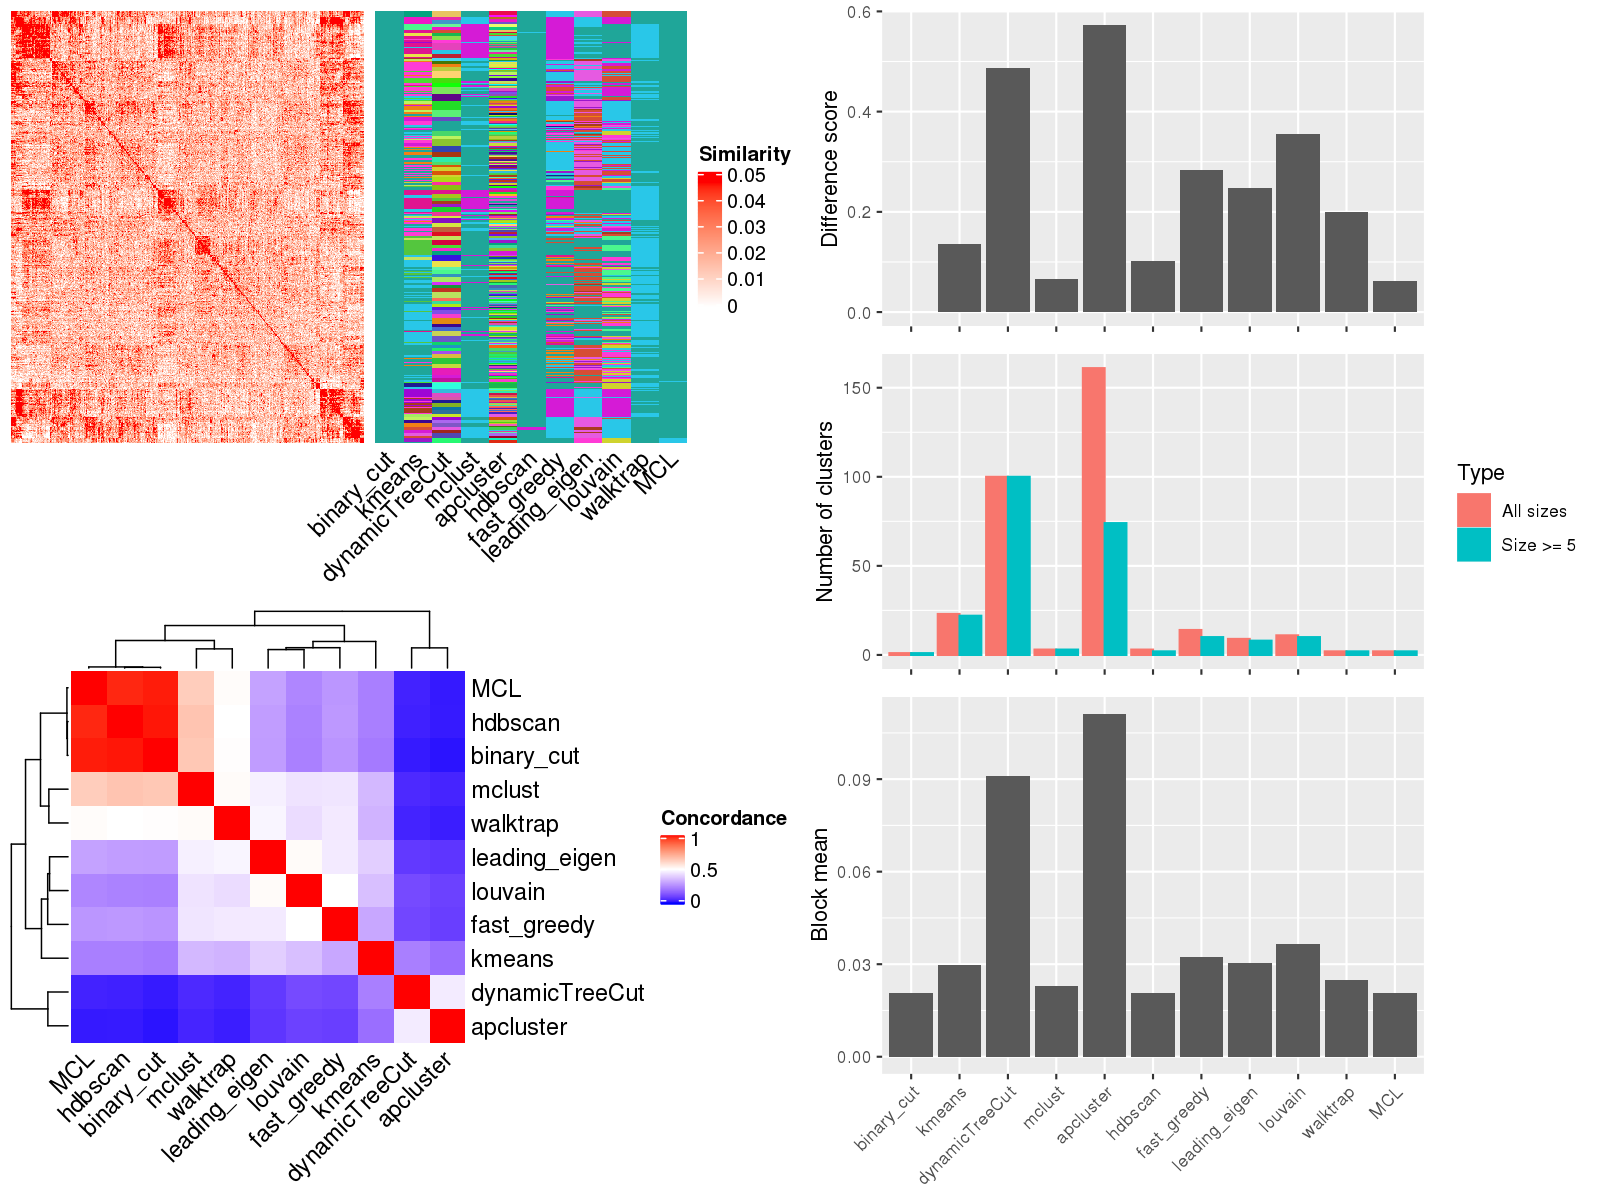 Similarity
0.05
0.04
0.03
0.02
0.01
0
binary_cut
kmeans
dynamicTreeCut
mclust
apcluster
hdbscan
fast_greedy
leading_eigen
louvain
walktrap
MCL
MCL
hdbscan
binary_cut
mclust
walktrap
leading_eigen
louvain
fast_greedy
kmeans
dynamicTreeCut
apcluster
MCL
hdbscan
binary_cut
mclust
walktrap
leading_eigen
louvain
fast_greedy
kmeans
dynamicTreeCut
apcluster
Concordance
1
0.5
0
Difference score
0.6
0.4
0.2
0.0
Number of clusters
150
100
50
0
Type
All sizes
Size >= 5
Block mean
0.09
0.06
0.03
0.00
binary_cut
kmeans
dynamicTreeCut
mclust
apcluster
hdbscan
fast_greedy
leading_eigen
louvain
walktrap
MCL